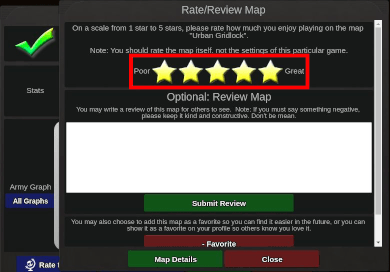 Rate/Review Map
On a scale from 1 star to 5 stars, please rate how much you enjoy playing on the map
"Urban Gridlock".
Note: You should rate the map itself, not the settings of this particular game.
Poor Great
Optional: Review Map
You may write a review of this map for others to see. Note: If you must say something negative,
please keep it kind and constructive. Don't be mean.
Submit Review
You may also choose to add this map as a favorite so you can find it easier in the future, or you can
show it as a favorite on your profile so others know you love it.
- Favorite
Map Details Close
Stats
Army Graph
All Graphs
Rate